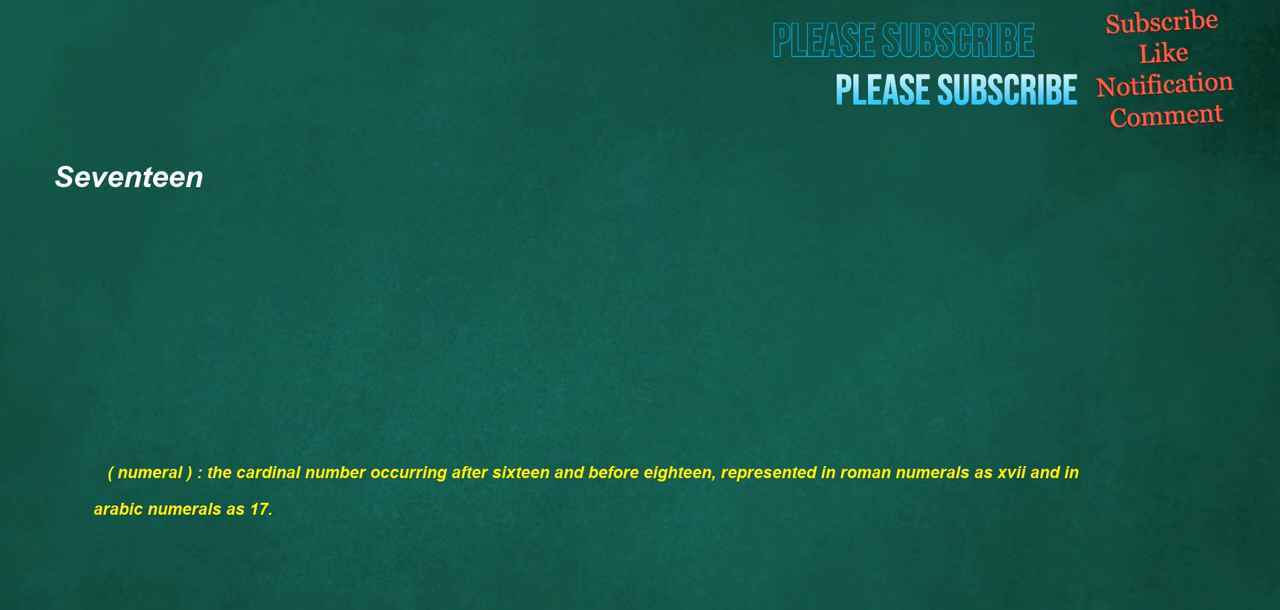 PLEASE SUBSCRIBE
PLEASE SUBSCRIBE
Subscribe
Like
Notification
Comment
Seventeen
( numeral ) : the cardinal number occurring after sixteen and before eighteen, represented in roman numerals as xvii and in
arabic numerals as 17.